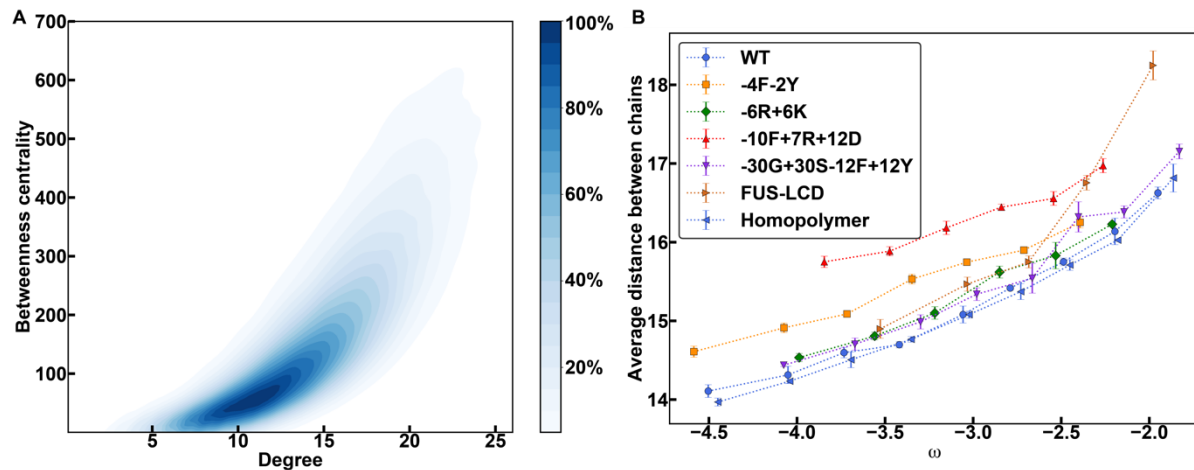 A
700
600
500
400
300
200
100
Betweenness centrality
5
10
15
20
25
Degree
100%
80%
60%
40%
20%
B
WT
-4F-2Y
-6R+6K
-10F+7R+12D
-30G+30S-12F+12Y
FUS-LCD
Homopolymer
18
17
16
15
14
Average distance between chains
−4.5
−4.0
−3.5
−3.0
−2.5
−2.0
ω